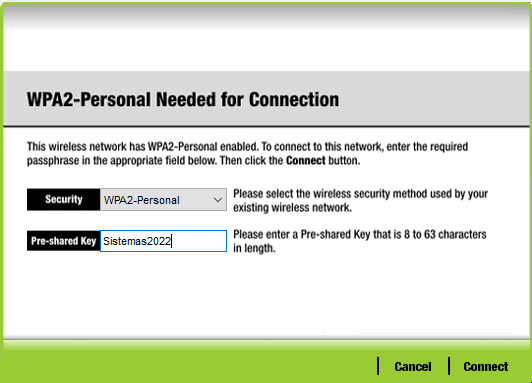 WPA2-Personal Needed for Connection
This wireless network has WPA2-Personal enabled. To connect to this network, enter the required
passphrase in the appropriate field below. Then click the Connect button.
Security WPA2-Personal Please select the wireless security method used by your
existing wireless network.
Pre-shared Key Sistemas2022 Please enter a Pre-shared Key that is 8 to 63 characters
in length.
Cancel Connect